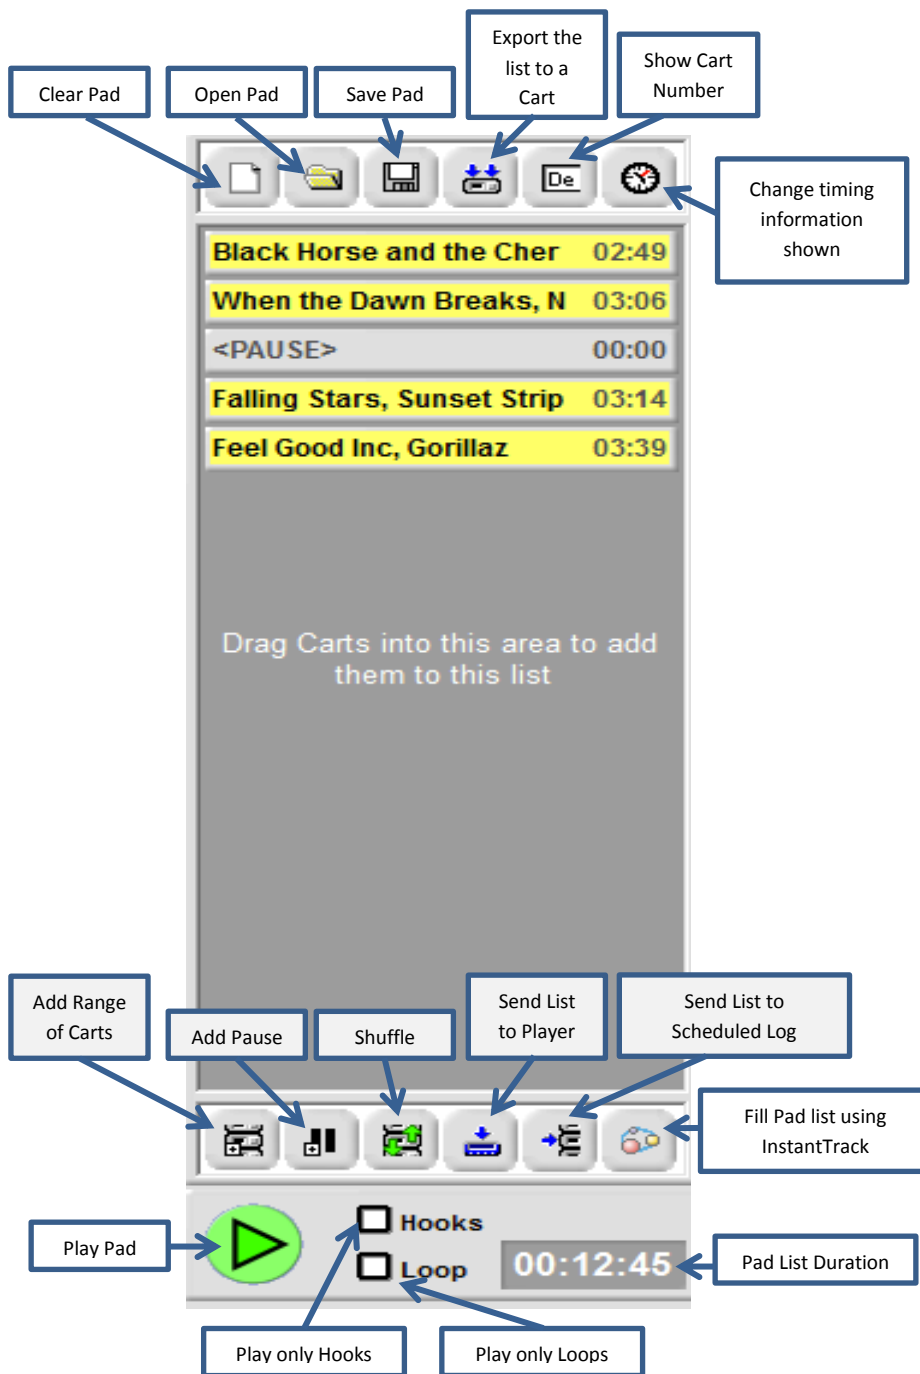 Export the
list to a
Cart
Show Cart
Number
Clear Pad
Open Pad
Save Pad
De
Change timing
information
shown
Black Horse and the Cher 02:49
When the Dawn Breaks, N 03:06
<PAUSE> 00:00
Falling Stars, Sunset Strip 03:14
Feel Good Inc, Gorillaz 03:39
Drag Carts into this area to add
them to this list
Add Range
of Carts
Add Pause
Shuffle
Send List
to Player
Send List to
Scheduled Log
Fill Pad list using
InstantTrack
Play Pad
Hooks
Loop
00:12:45
Pad List Duration
Play only Hooks
Play only Loops